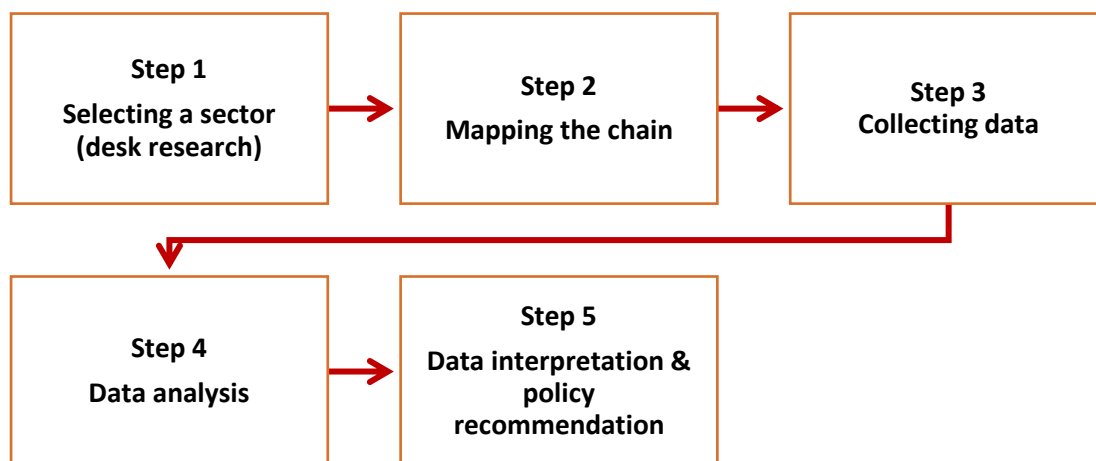 Step 1
Selecting a sector
(desk research)
Step 2
Mapping the chain
Step 3
Collecting data
Step 4
Data analysis
Step 5
Data interpretation &
policy
recommendation